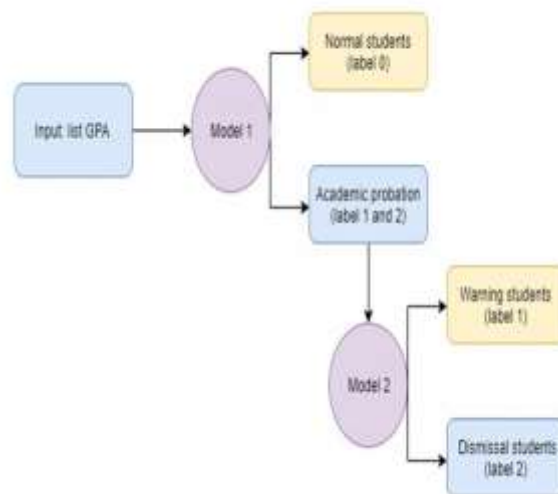 Normal students
(label 0)
Input: list GPA
Model 1
Academic probation
(label 1 and 2)
Warning students
(label 1)
Model 2
Dismissal students
(label 2)